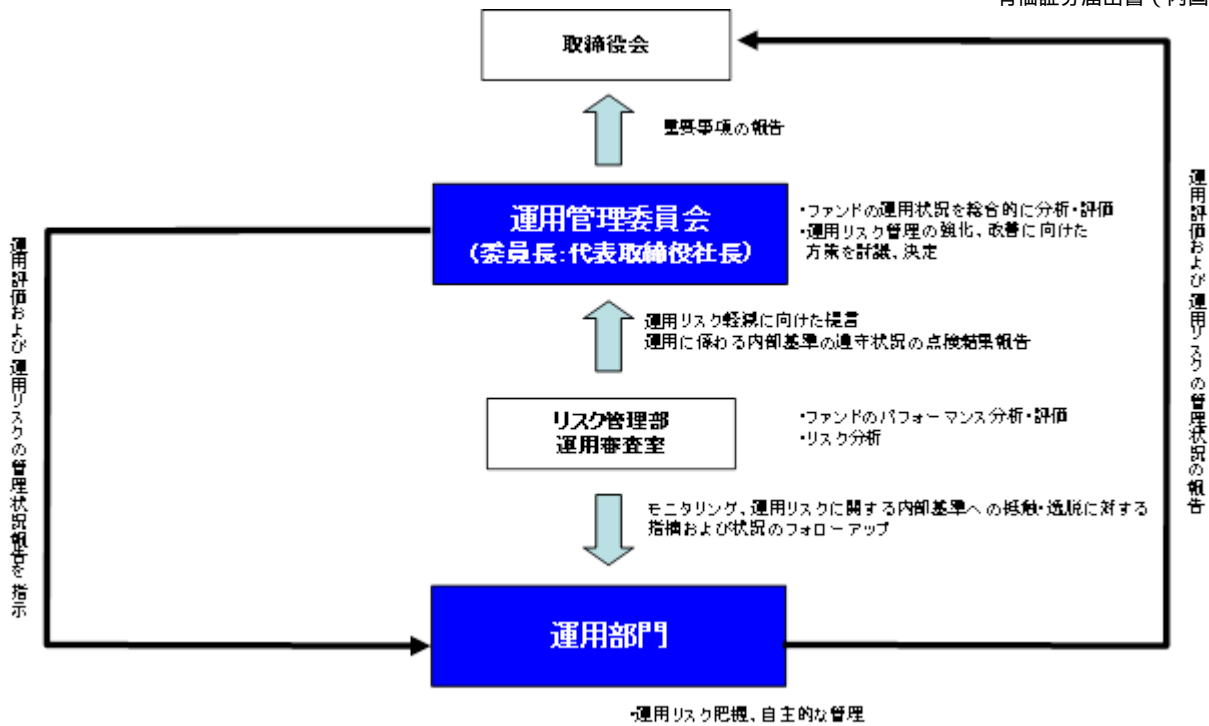 有価証券届出書（内国
取締役会
重要事項の報告
運用管理委員会
(委員長:代表取締役社長)
・ファンドの運用状況を総合的に分析・評価
・運用リスク管理の強化、改善に向けた
方策を討議、決定
運用リスク軽減に向けた提言
運用に係わる内部基準の遵守状況の点検結果報告
リスク管理部
運用審査室
・ファンドのパフォーマンス分析・評価
・リスク分析
モニタリング、運用リスクに関する内部基準への抵触・逸脱に対する
指摘および状況のフォローアップ
運用部門
・運用リスク把握、自主的な管理
運用評価および運用リスクの管理状況報告を指示
運用評価および運用リスクの管理状況の報告